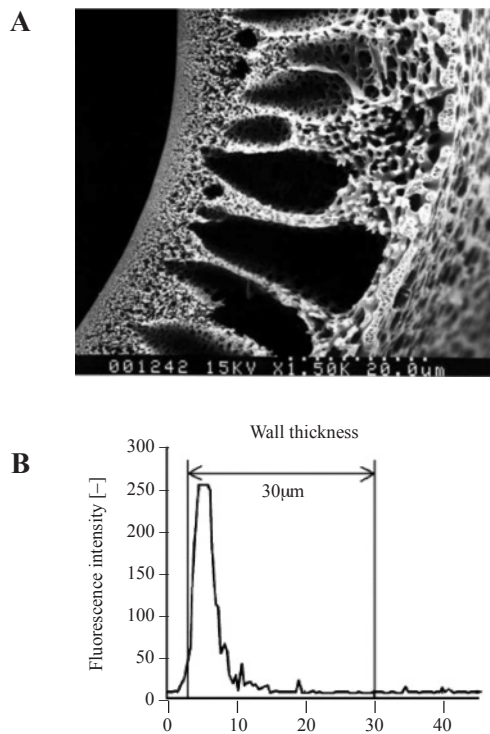 A
001242 15KV X1.50K 20.0um
B
Wall thickness
30μm
Fluorescence intensity [−]
300
250
200
150
100
50
0
0 10 20 30 40